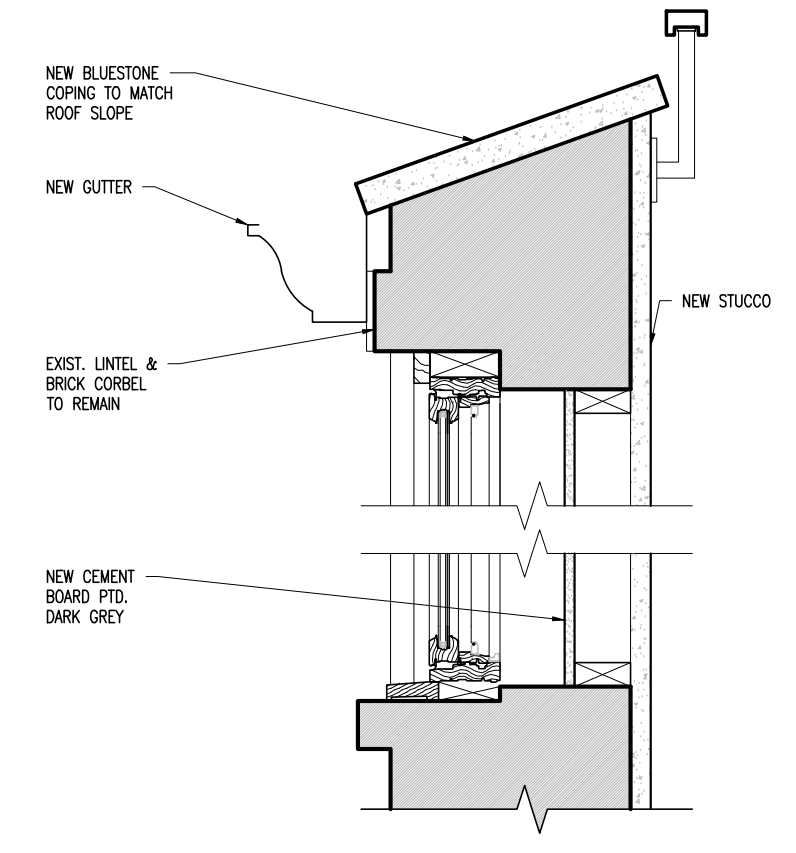 NEW BLUESTONE
COPING TO MATCH
ROOF SLOPE
NEW GUTTER
NEW STUCCO
EXIST. LINTEL &
BRICK CORBEL
TO REMAIN
NEW CEMENT
BOARD PTD.
DARK GREY